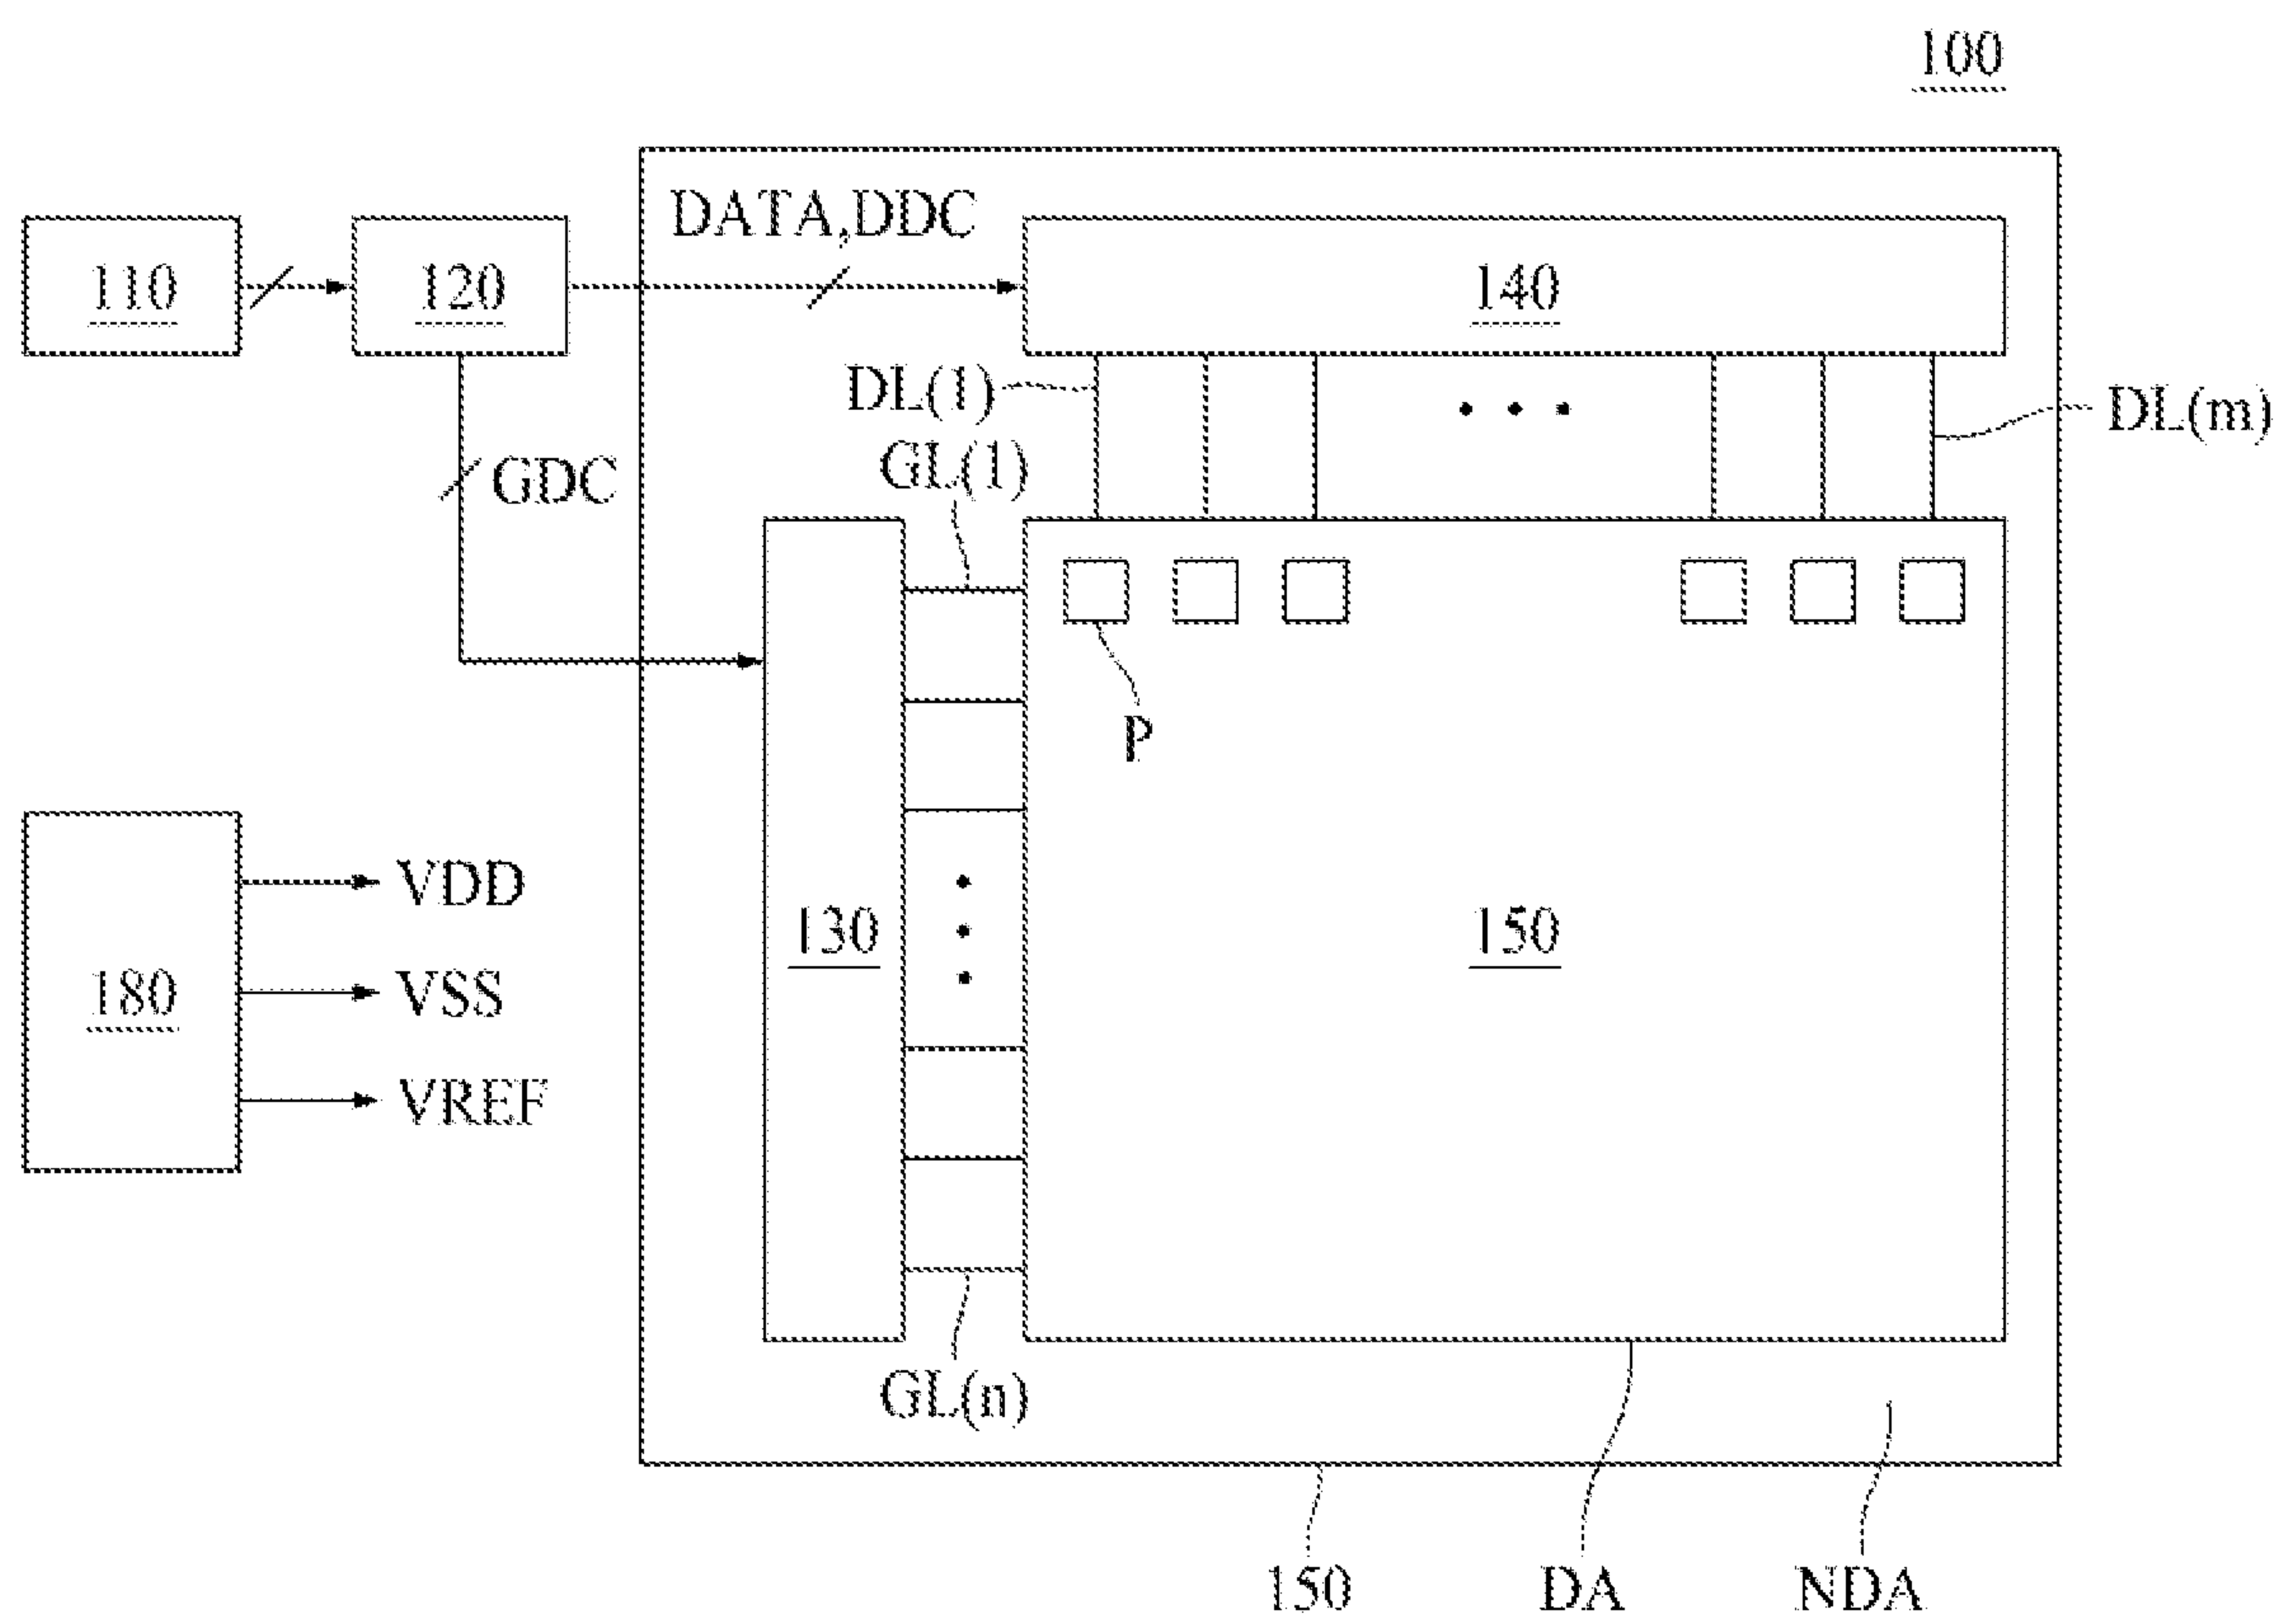 100
DATA,DDC
110
120
140
DL(1)
DL(m)
GL(1)
GDC
P
VDD
130
150
180
VSS
VREF
GL(n)
150
DA
NDA